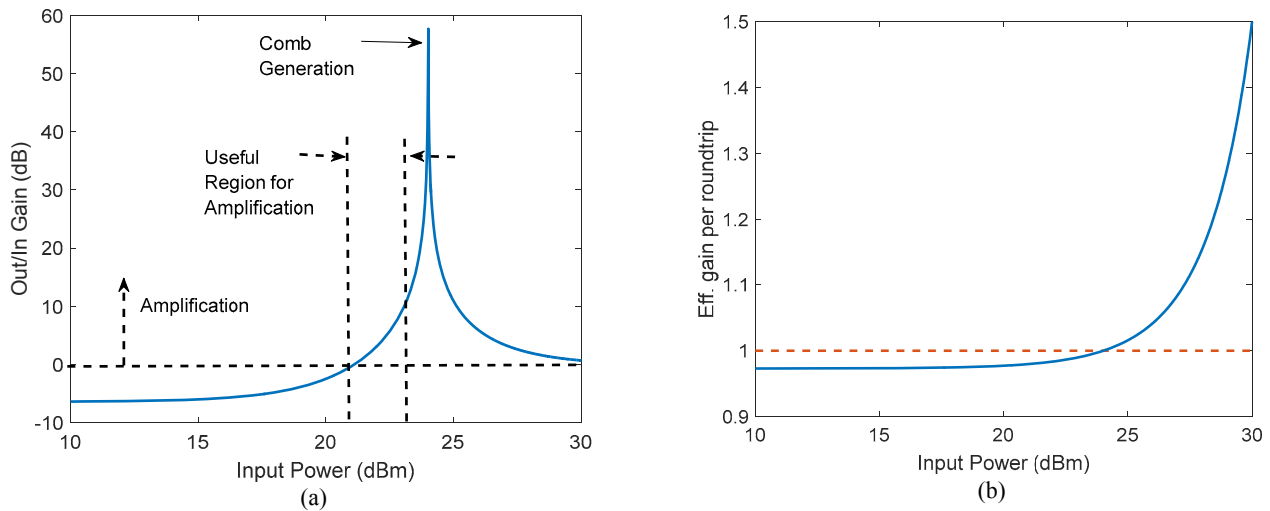 60
50
40
30
20
10
0
-10
10
15
20
25
30
Out/In Gain (dB)
Input Power (dBm)
Comb
Generation
Useful
Region for
Amplification
Amplification
(a)
1.5
1.4
1.3
1.2
1.1
1
0.9
10
15
20
25
30
Eff. gain per roundtrip
Input Power (dBm)
(b)